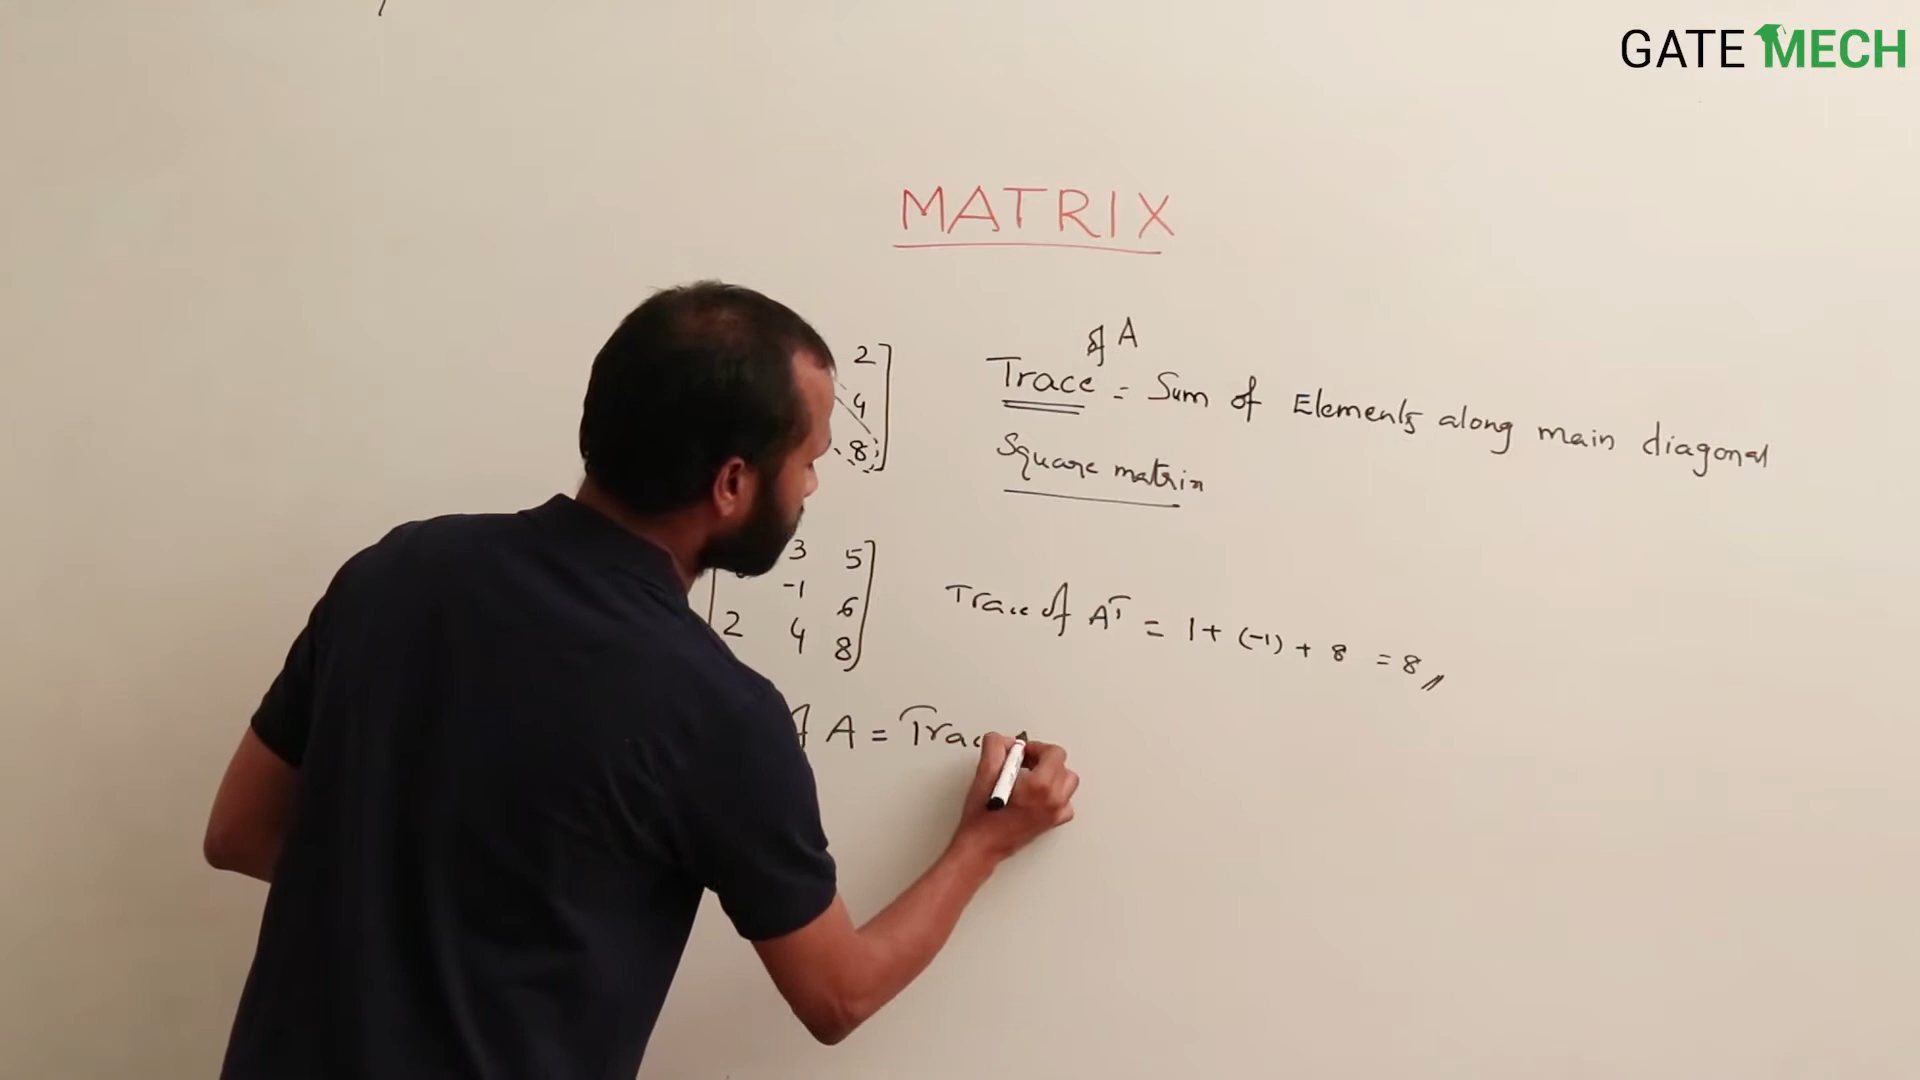 GATE MECH
MATRIX
of A
Trace = Sum of Elements along main diagonal
Square matrix
2
4
8
3 5
-1 6
2 4 8
Trace of Aᵀ = 1 + (-1) + 8 = 8
A = Trac